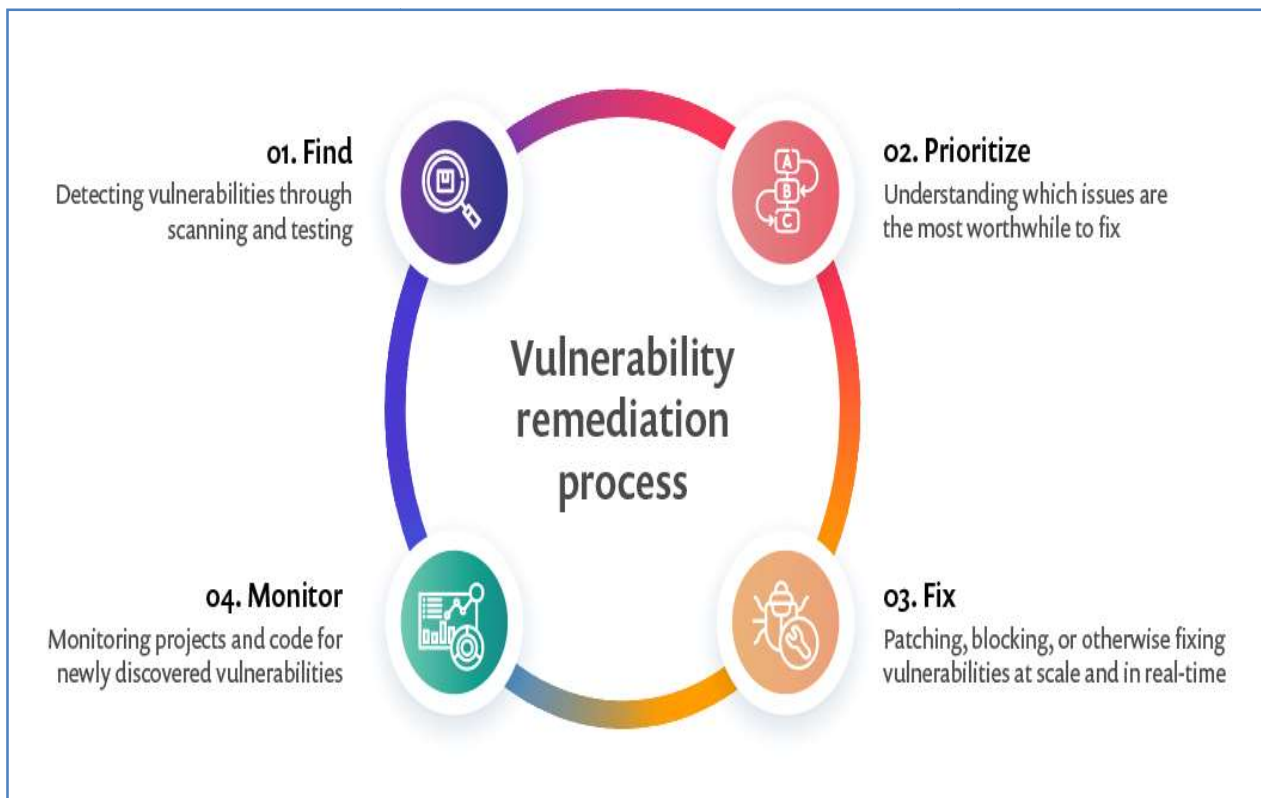 01. Find
Detecting vulnerabilities through
scanning and testing
A
B
C
02. Prioritize
Understanding which issues are
the most worthwhile to fix
Vulnerability
remediation
process
04. Monitor
Monitoring projects and code for
newly discovered vulnerabilities
03. Fix
Patching, blocking, or otherwise fixing
vulnerabilities at scale and in real-time